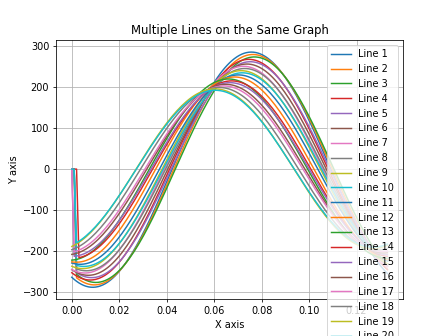 Multiple Lines on the Same Graph
300
200
100
0
−100
−200
−300
Y axis
0.00
0.02
0.04
0.06
0.08
0.10
X axis
Line 1
Line 2
Line 3
Line 4
Line 5
Line 6
Line 7
Line 8
Line 9
Line 10
Line 11
Line 12
Line 13
Line 14
Line 15
Line 16
Line 17
Line 18
Line 19
Line 20